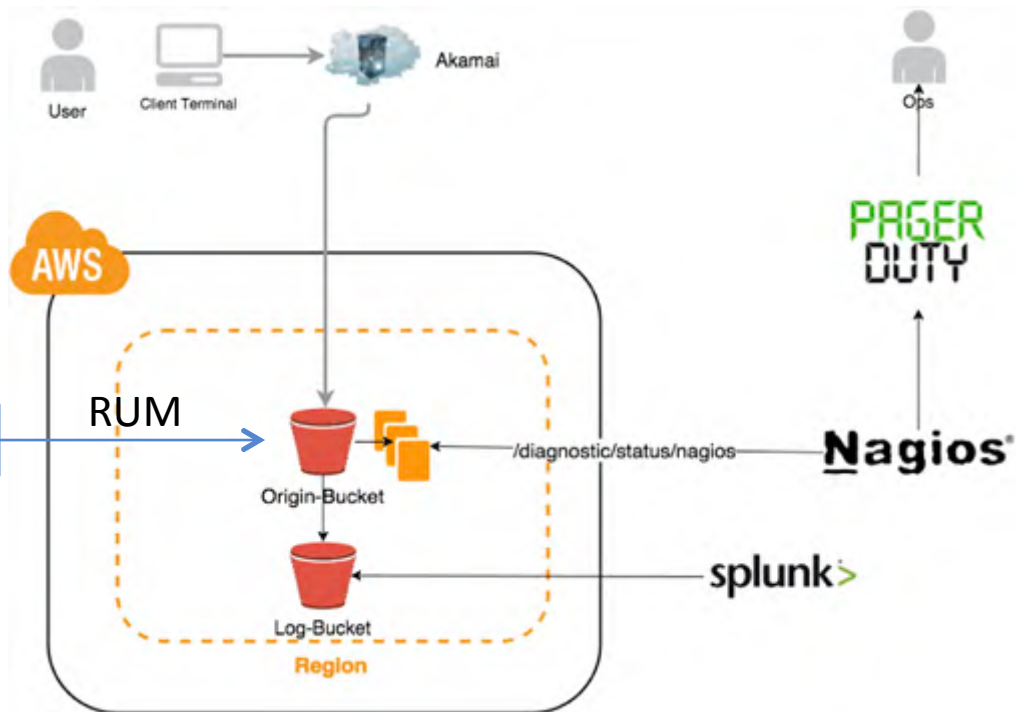 User
Client Terminal
Akamai
Ops
PAGER
DUTY
AWS
RUM
/diagnostic/status/nagios
Nagios®
Origin-Bucket
splunk>
Log-Bucket
Region